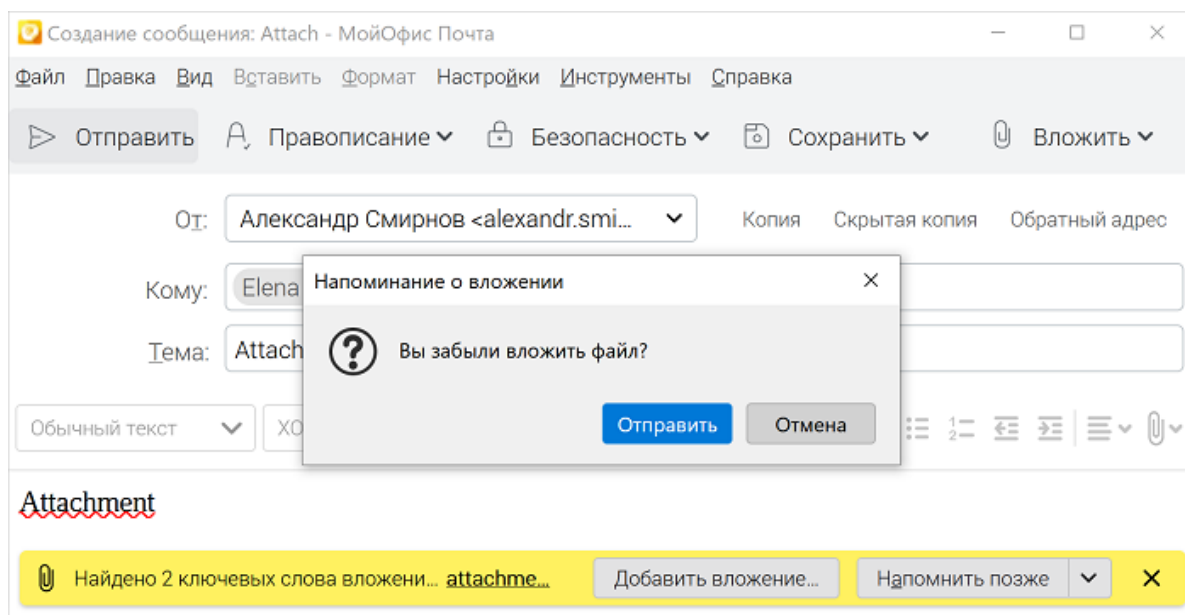 Создание сообщения: Attach - МойОфис Почта
Файл Правка Вид Вставить Формат Настройки Инструменты Справка
Отправить Правописание Безопасность Сохранить Вложить
От: Александр Смирнов <alexandr.smi... Копия Скрытая копия Обратный адрес
Кому: Elena
Напоминание о вложении
Тема: Attach
Вы забыли вложить файл?
Отправить Отмена
Обычный текст
Attachment
Найдено 2 ключевых слова вложени... attachme... Добавить вложение... Напомнить позже